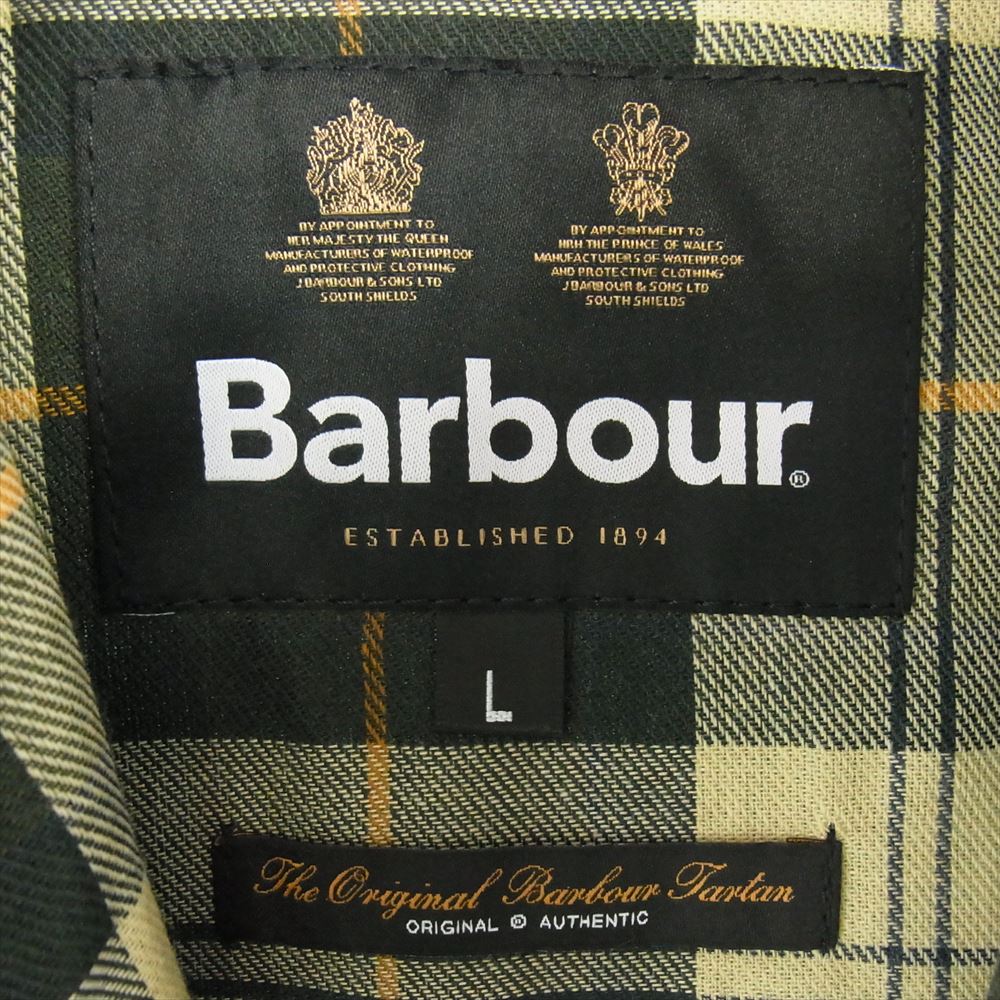 BY APPOINTMENT TO
HER MAJESTY THE QUEEN
MANUFACTURERS OF WATERPROOF
AND PROTECTIVE CLOTHING
J.BARBOUR & SONS LTD
SOUTH SHIELDS
BY APPOINTMENT TO
HRH THE PRINCE OF WALES
MANUFACTURERS OF WATERPROOF
AND PROTECTIVE CLOTHING
J.BARBOUR & SONS LTD
SOUTH SHIELDS
Barbour®
ESTABLISHED 1894
L
The Original Barbour Tartan
ORIGINAL ® AUTHENTIC